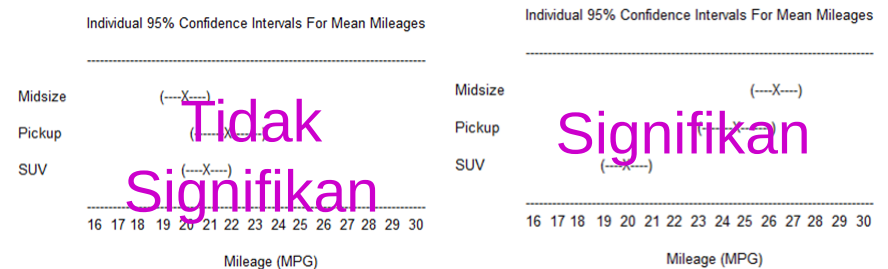 Individual 95% Confidence Intervals For Mean Mileages
Midsize (----X----)
Pickup (------X------)
SUV (----X----)
Tidak
Signifikan
16 17 18 19 20 21 22 23 24 25 26 27 28 29 30
Mileage (MPG)
Individual 95% Confidence Intervals For Mean Mileages
Midsize (----X----)
Pickup (------X------)
SUV (----X----)
Signifikan
16 17 18 19 20 21 22 23 24 25 26 27 28 29 30
Mileage (MPG)